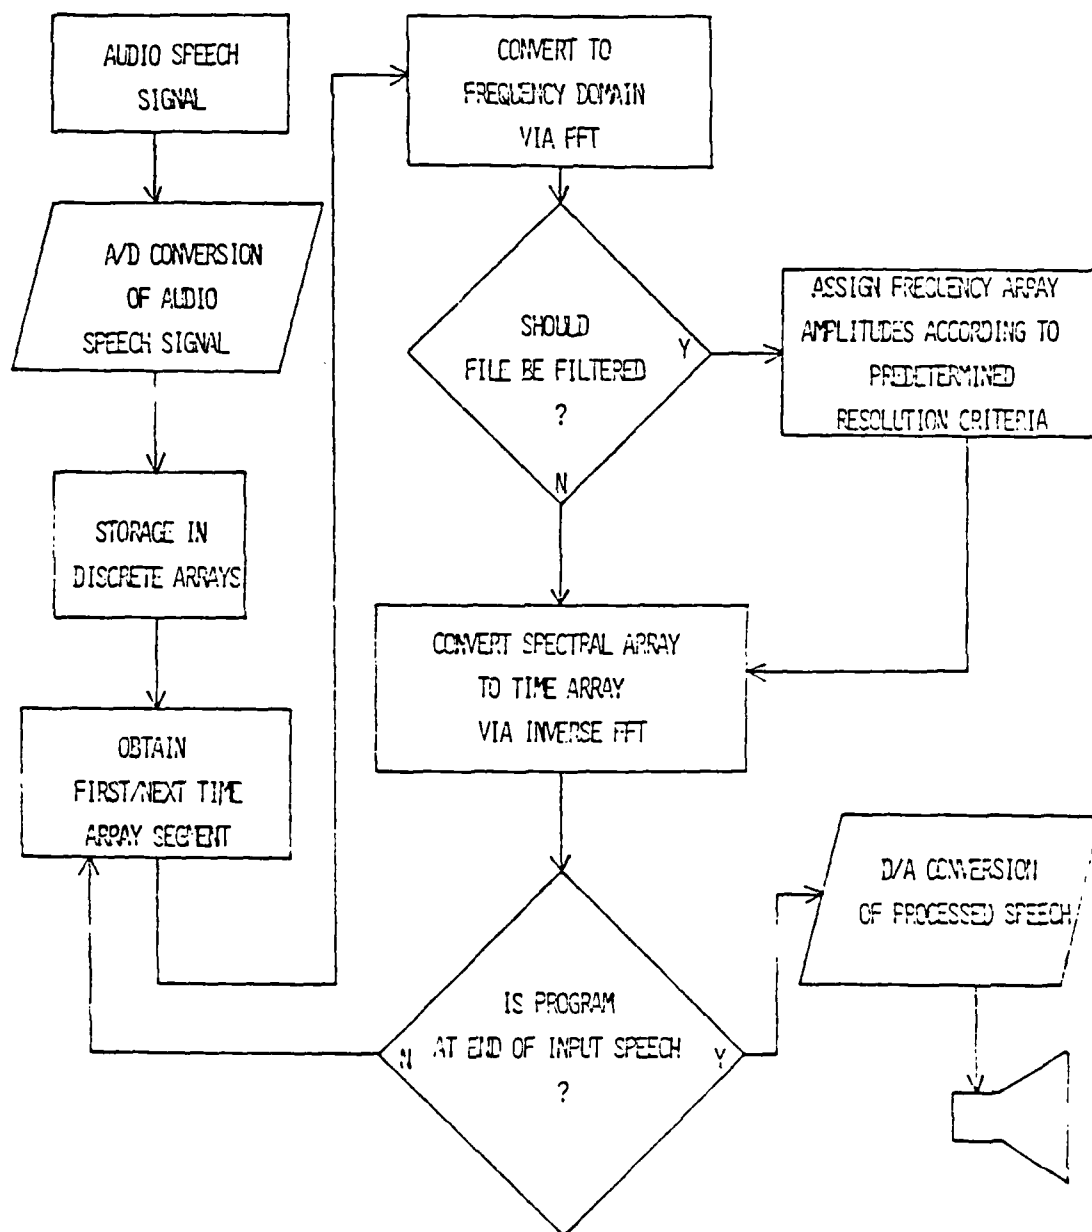 AUDIO SPEECH
SIGNAL
A/D CONVERSION
OF AUDIO
SPEECH SIGNAL
STORAGE IN
DISCRETE ARRAYS
OBTAIN
FIRST/NEXT TIME
ARRAY SEGMENT
CONVERT TO
FREQUENCY DOMAIN
VIA FFT
SHOULD
FILE BE FILTERED
?
Y
N
ASSIGN FREQUENCY ARRAY
AMPLITUDES ACCORDING TO
PREDETERMINED
RESOLUTION CRITERIA
CONVERT SPECTRAL ARRAY
TO TIME ARRAY
VIA INVERSE FFT
IS PROGRAM
AT END OF INPUT SPEECH
?
N
Y
D/A CONVERSION
OF PROCESSED SPEECH